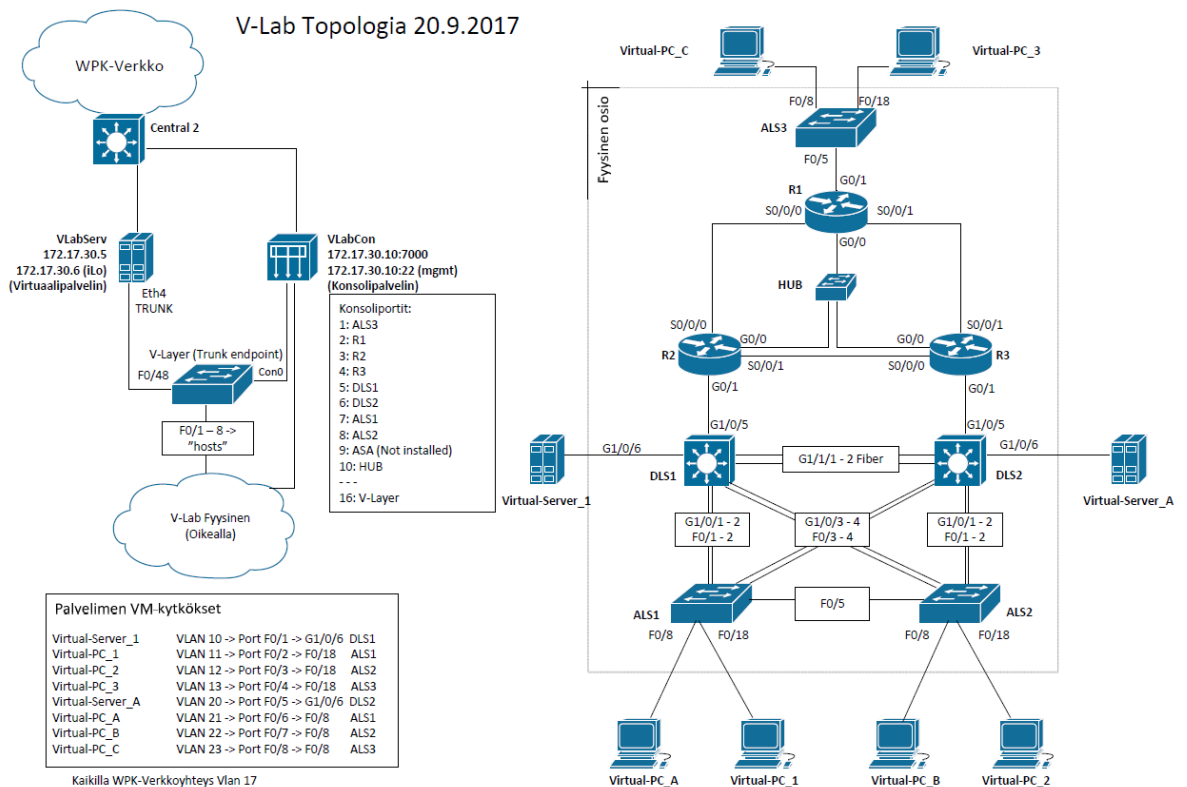 V-Lab Topologia 20.9.2017
WPK-Verkko
Central 2
VLabServ
172.17.30.5
172.17.30.6 (iLo)
(Virtuaalipalvelin)
Eth4
TRUNK
VLabCon
172.17.30.10:7000
172.17.30.10:22 (mgmt)
(Konsolipalvelin)
V-Layer (Trunk endpoint)
F0/48
Con0
F0/1 – 8 ->
"hosts"
V-Lab Fyysinen
(Oikealla)
Konsoliportit:
1: ALS3
2: R1
3: R2
4: R3
5: DLS1
6: DLS2
7: ALS1
8: ALS2
9: ASA (Not installed)
10: HUB
- - -
16: V-Layer
Palvelimen VM-kytkökset
Virtual-Server_1 VLAN 10 -> Port F0/1 -> G1/0/6 DLS1
Virtual-PC_1 VLAN 11 -> Port F0/2 -> F0/18 ALS1
Virtual-PC_2 VLAN 12 -> Port F0/3 -> F0/18 ALS2
Virtual-PC_3 VLAN 13 -> Port F0/4 -> F0/18 ALS3
Virtual-Server_A VLAN 20 -> Port F0/5 -> G1/0/6 DLS2
Virtual-PC_A VLAN 21 -> Port F0/6 -> F0/8 ALS1
Virtual-PC_B VLAN 22 -> Port F0/7 -> F0/8 ALS2
Virtual-PC_C VLAN 23 -> Port F0/8 -> F0/8 ALS3
Kaikilla WPK-Verkkoyhteys Vlan 17
Virtual-PC_C
Virtual-PC_3
Fyysinen osio
F0/8
F0/18
ALS3
F0/5
G0/1
R1
S0/0/0
S0/0/1
G0/0
HUB
S0/0/0
S0/0/1
G0/0
G0/0
R2
S0/0/1
S0/0/0
R3
G0/1
G0/1
G1/0/5
G1/0/5
G1/0/6
G1/0/6
G1/1/1 - 2 Fiber
Virtual-Server_1
DLS1
DLS2
Virtual-Server_A
G1/0/1 - 2
F0/1 - 2
G1/0/3 - 4
F0/3 - 4
G1/0/1 - 2
F0/1 - 2
ALS1
F0/5
ALS2
F0/8
F0/18
F0/8
F0/18
Virtual-PC_A
Virtual-PC_1
Virtual-PC_B
Virtual-PC_2